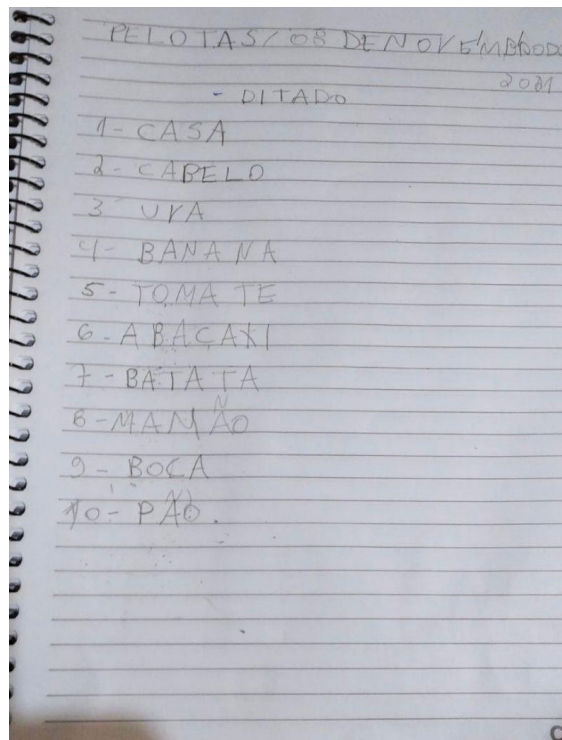 PELOTAS/08 DE NOVEMBRO DE
2021
- DITADO
1- CASA
2- CABELO
3- UVA
4- BANANA
5- TOMATE
6- ABACAXI
7- BATATA
8- MAMÃO
9- BOCA
10- PÃO.